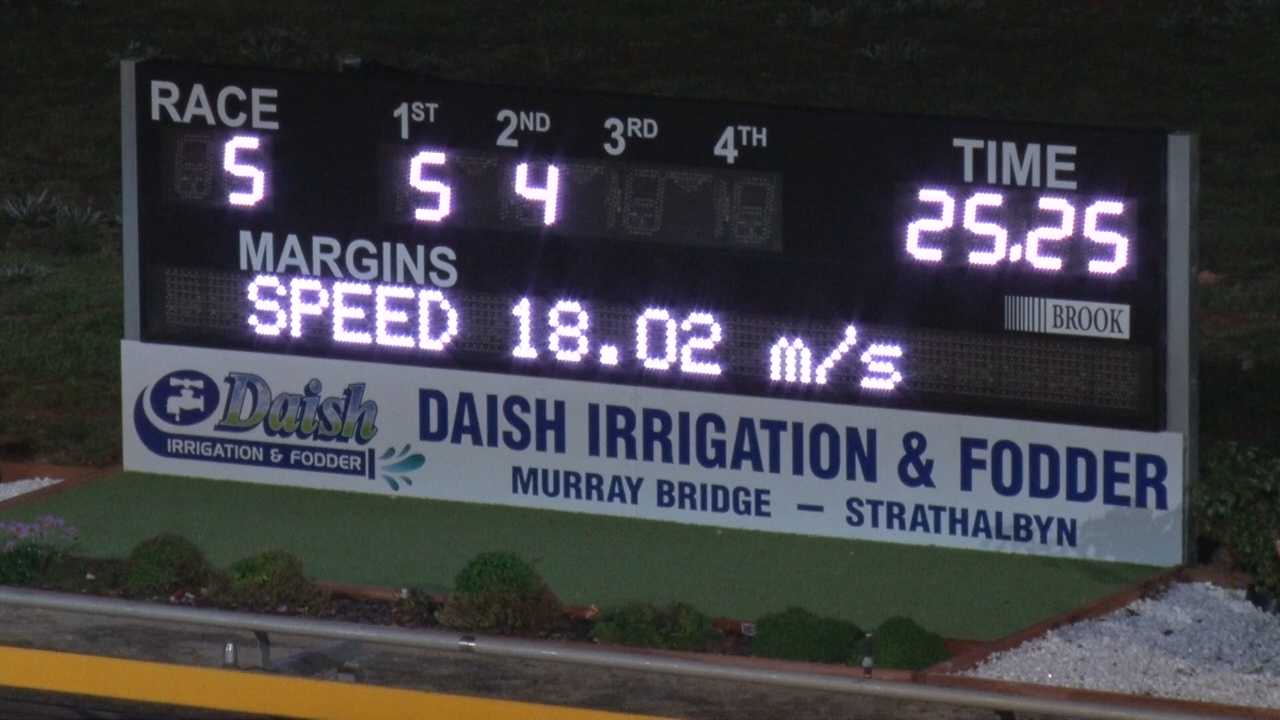 RACE 1ST 2ND 3RD 4TH TIME
5 5 4 25.25
MARGINS
SPEED 18.02 m/s
BROOK
Daish
IRRIGATION & FODDER
DAISH IRRIGATION & FODDER
MURRAY BRIDGE – STRATHALBYN